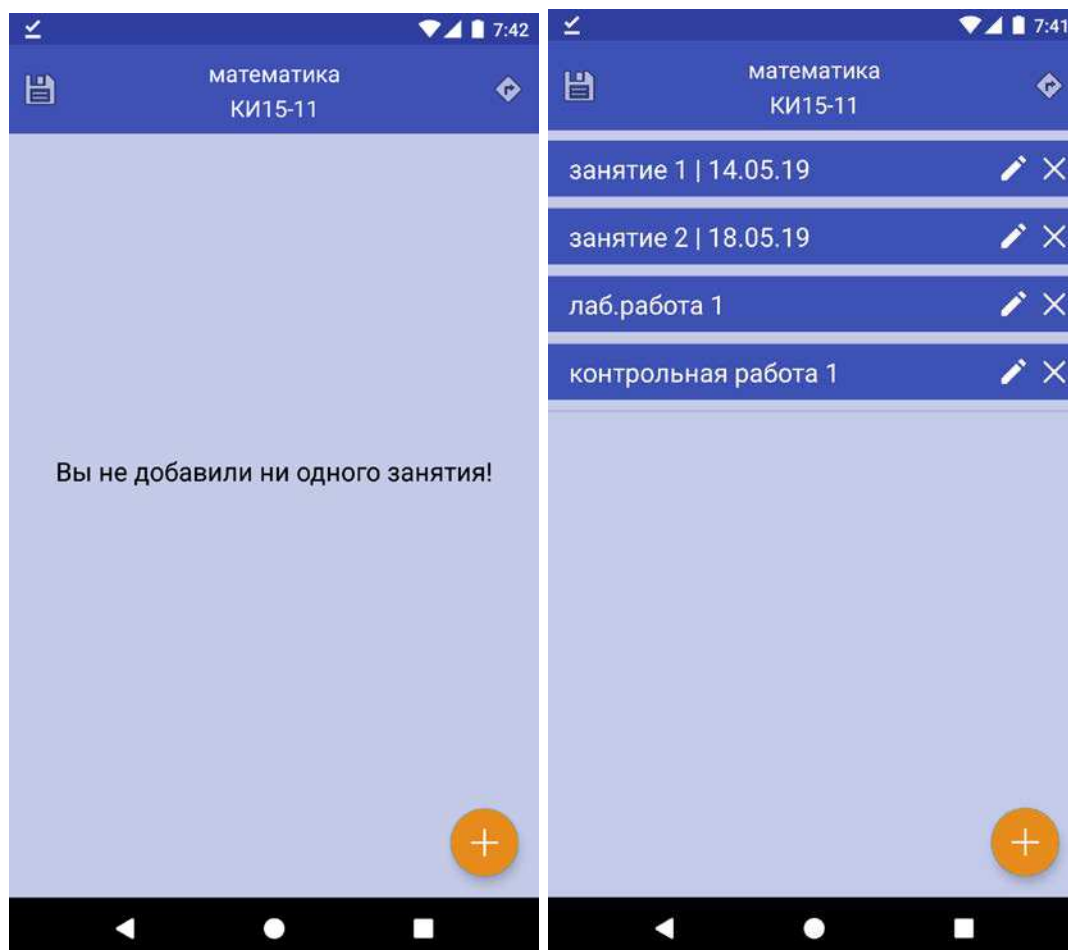 7:42
математика
КИ15-11
Вы не добавили ни одного занятия!
7:41
математика
КИ15-11
занятие 1 | 14.05.19
занятие 2 | 18.05.19
лаб.работа 1
контрольная работа 1